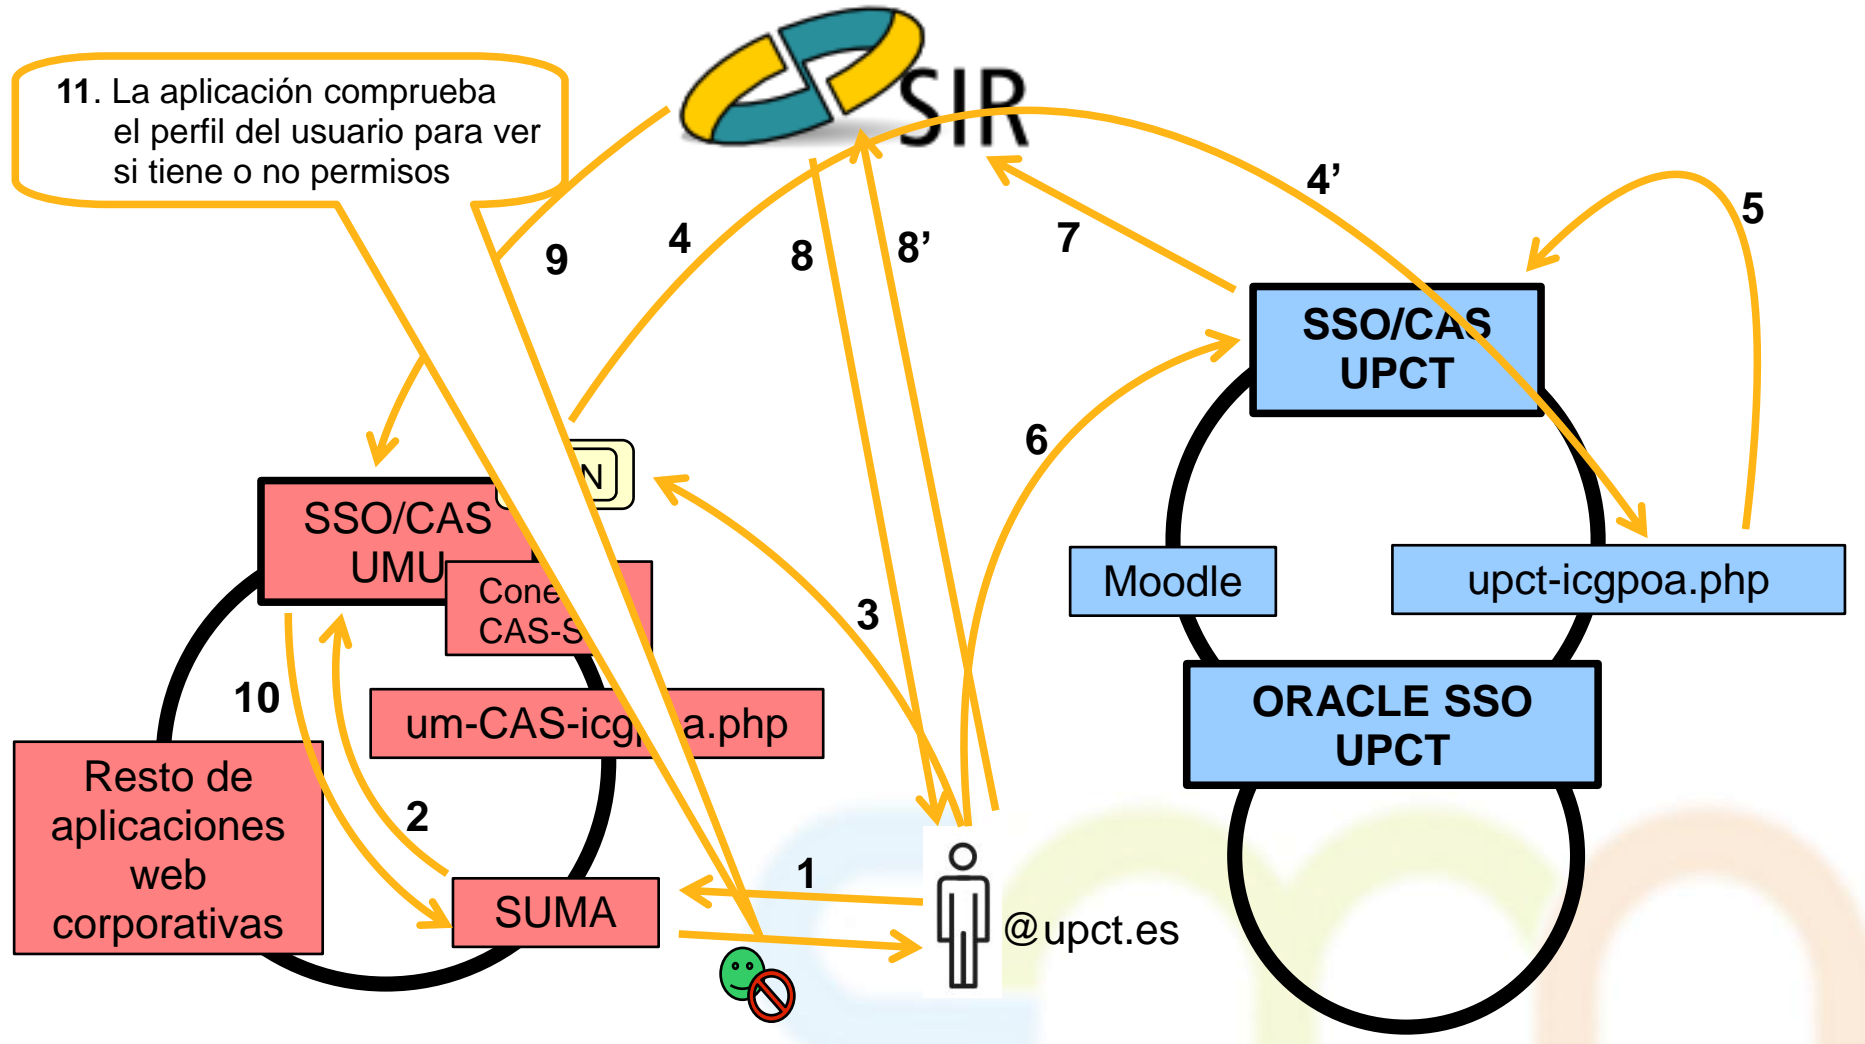 11. La aplicación comprueba
el perfil del usuario para ver
si tiene o no permisos
SIR
4’
5
4
9
8
8’
7
SSO/CAS
UPCT
6
N
SSO/CAS
UMU
CAS-S
3
Moodle
upct-icgpoa.php
10
um-CAS-icgpoa.php
ORACLE SSO
UPCT
Resto de
aplicaciones
web
corporativas
2
1
SUMA
@upct.es